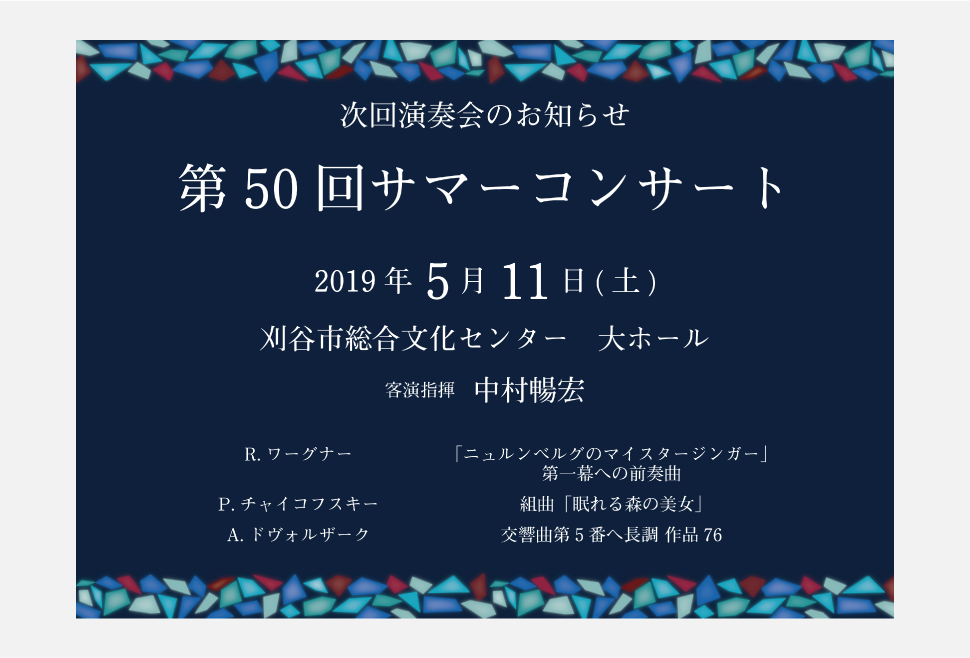 次回演奏会のお知らせ
第 50 回サマーコンサート
2019 年 5 月 11 日 ( 土 )
刈谷市総合文化センター　大ホール
客演指揮　中村暢宏
R. ワーグナー　「ニュルンベルグのマイスタージンガー」
第一幕への前奏曲
P. チャイコフスキー　組曲「眠れる森の美女」
A. ドヴォルザーク　交響曲第 5 番ヘ長調 作品 76